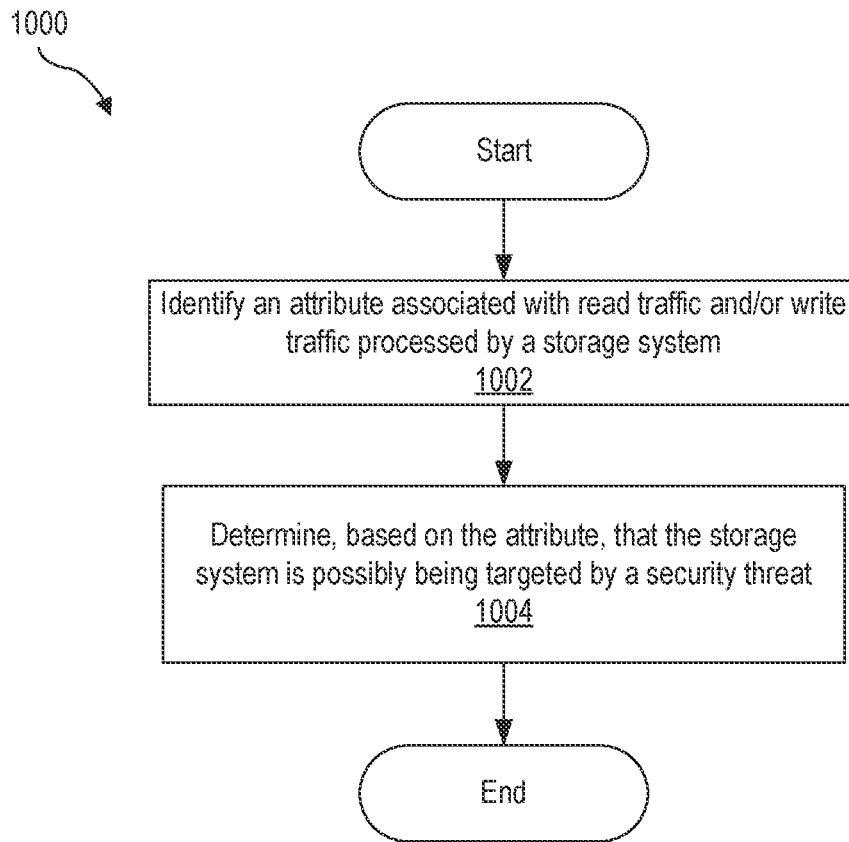 1000
Start
Identify an attribute associated with read traffic and/or write
traffic processed by a storage system
1002
Determine, based on the attribute, that the storage
system is possibly being targeted by a security threat
1004
End